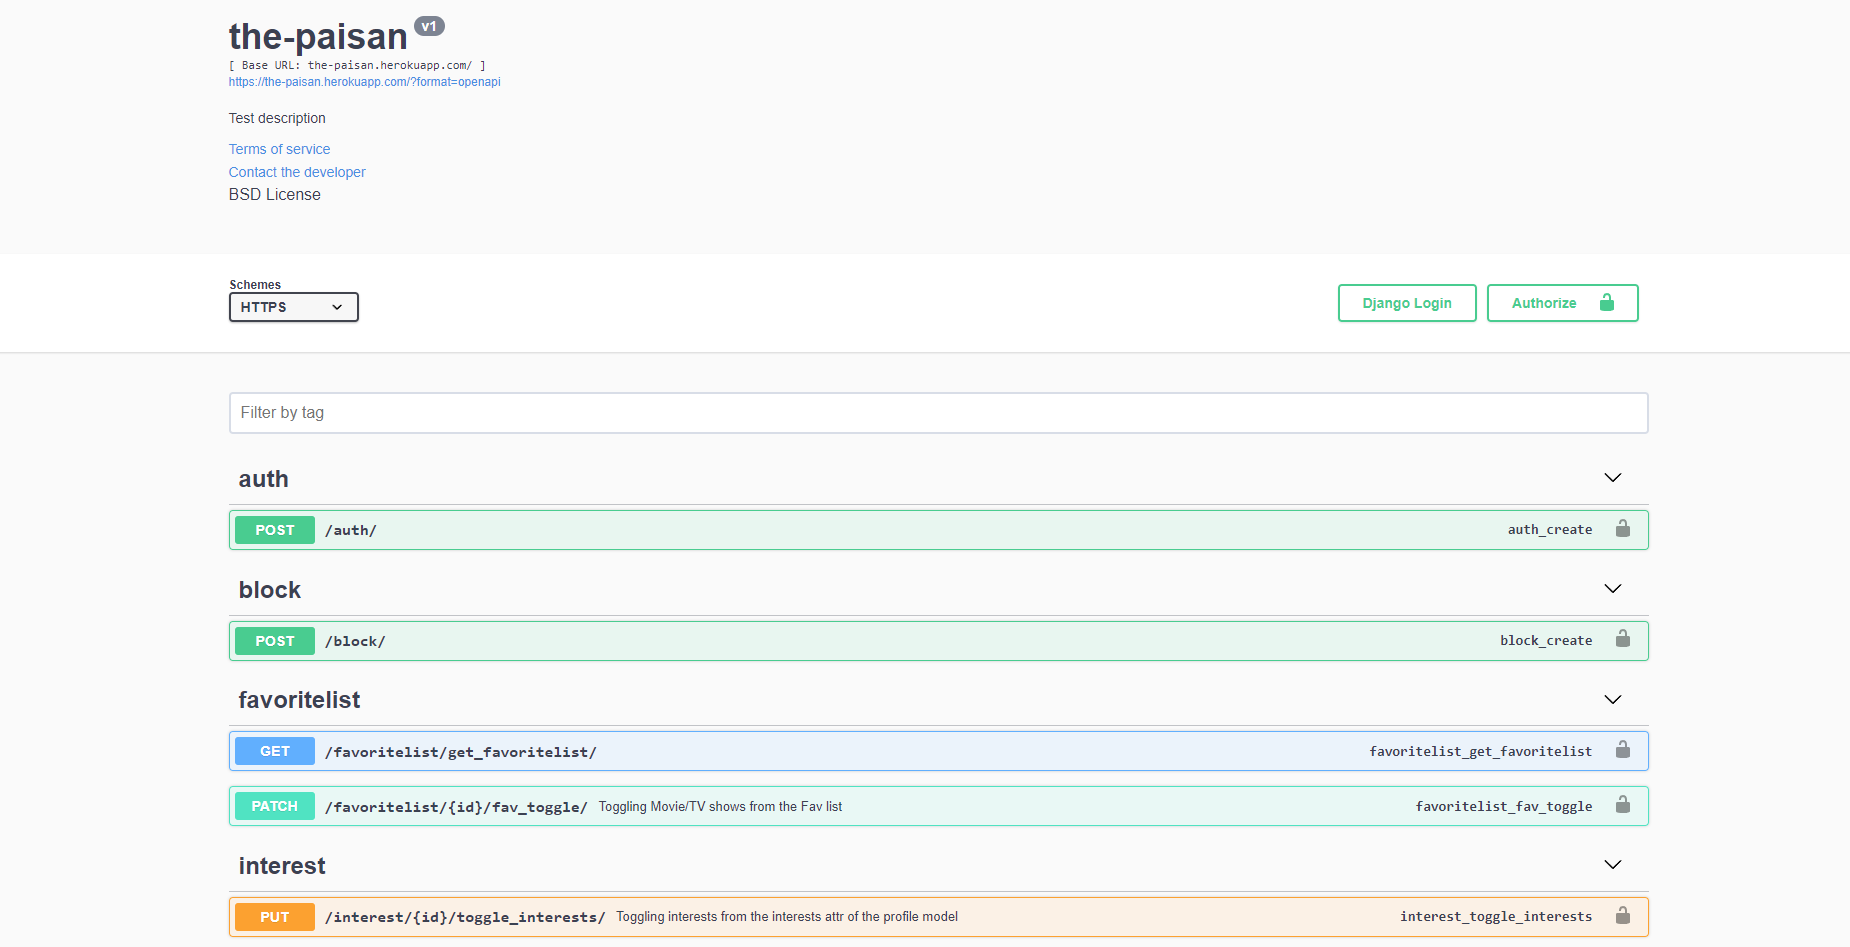 the-paisan v1
[ Base URL: the-paisan.herokuapp.com/ ]
https://the-paisan.herokuapp.com/?format=openapi
Test description
Terms of service
Contact the developer
BSD License
Schemes
HTTPS
Django Login
Authorize
Filter by tag
auth
POST /auth/ auth_create
block
POST /block/ block_create
favoritelist
GET /favoritelist/get_favoritelist/ favoritelist_get_favoritelist
PATCH /favoritelist/{id}/fav_toggle/ Toggling Movie/TV shows from the Fav list favoritelist_fav_toggle
interest
PUT /interest/{id}/toggle_interests/ Toggling interests from the interests attr of the profile model interest_toggle_interests